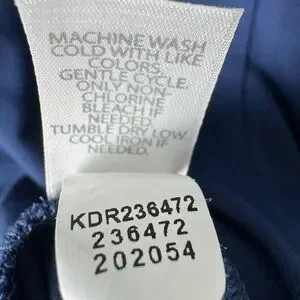 MACHINE WASH
COLD WITH LIKE
COLORS.
GENTLE CYCLE.
ONLY NON-
CHLORINE
BLEACH IF
NEEDED.
TUMBLE DRY LOW.
COOL IRON IF
NEEDED.
KDR236472
236472
202054